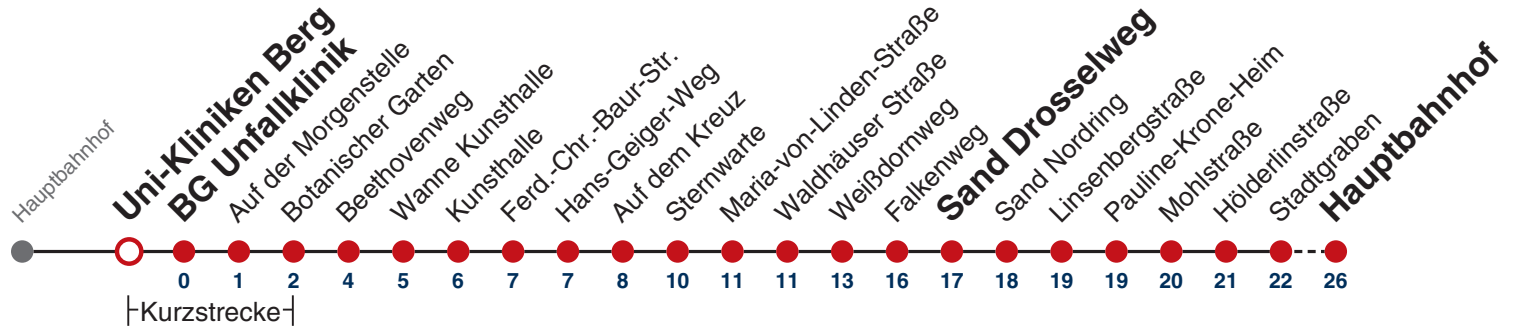 Hauptbahnhof
Uni-Kliniken Berg
BG Unfallklinik
Auf der Morgenstelle
Botanischer Garten
Beethovenweg
Wanne Kunsthalle
Kunsthalle
Ferd.-Chr.-Baur-Str.
Hans-Geiger-Weg
Auf dem Kreuz
Sternwarte
Maria-von-Linden-Straße
Waldhäuser Straße
Weißdornweg
Falkenweg
Sand Drosselweg
Sand Nordring
Linsenbergstraße
Pauline-Krone-Heim
Mohlstraße
Hölderlinstraße
Stadtgraben
Hauptbahnhof
0 1 2 4 5 6 7 7 8 10 11 11 13 16 17 18 19 19 20 21 22 26
Kurzstrecke